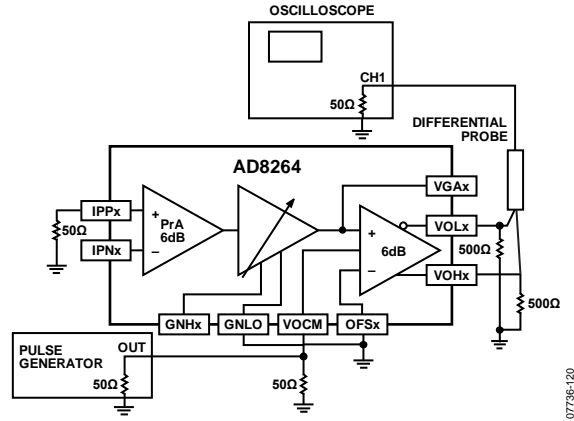 OSCILLOSCOPE
CH1
50Ω
DIFFERENTIAL
PROBE
AD8264
IPPx
+
PrA
6dB
–
IPNx
50Ω
VGAx
VOLx
+
6dB
–
VOHx
500Ω
500Ω
GNHx
GNLO
VOCM
OFSx
PULSE
GENERATOR
OUT
50Ω
50Ω
07736-120